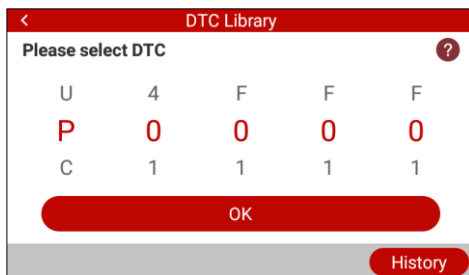 < DTC Library
Please select DTC ?
U 4 F F F
P 0 0 0 0
C 1 1 1 1
OK
History